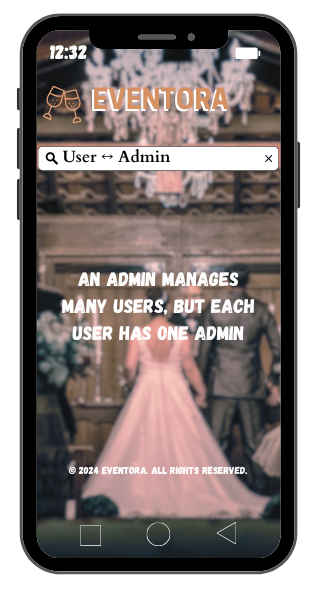 12:32
EVENTORA
User ↔ Admin ×
AN ADMIN MANAGES
MANY USERS, BUT EACH
USER HAS ONE ADMIN
© 2024 EVENTORA. ALL RIGHTS RESERVED.